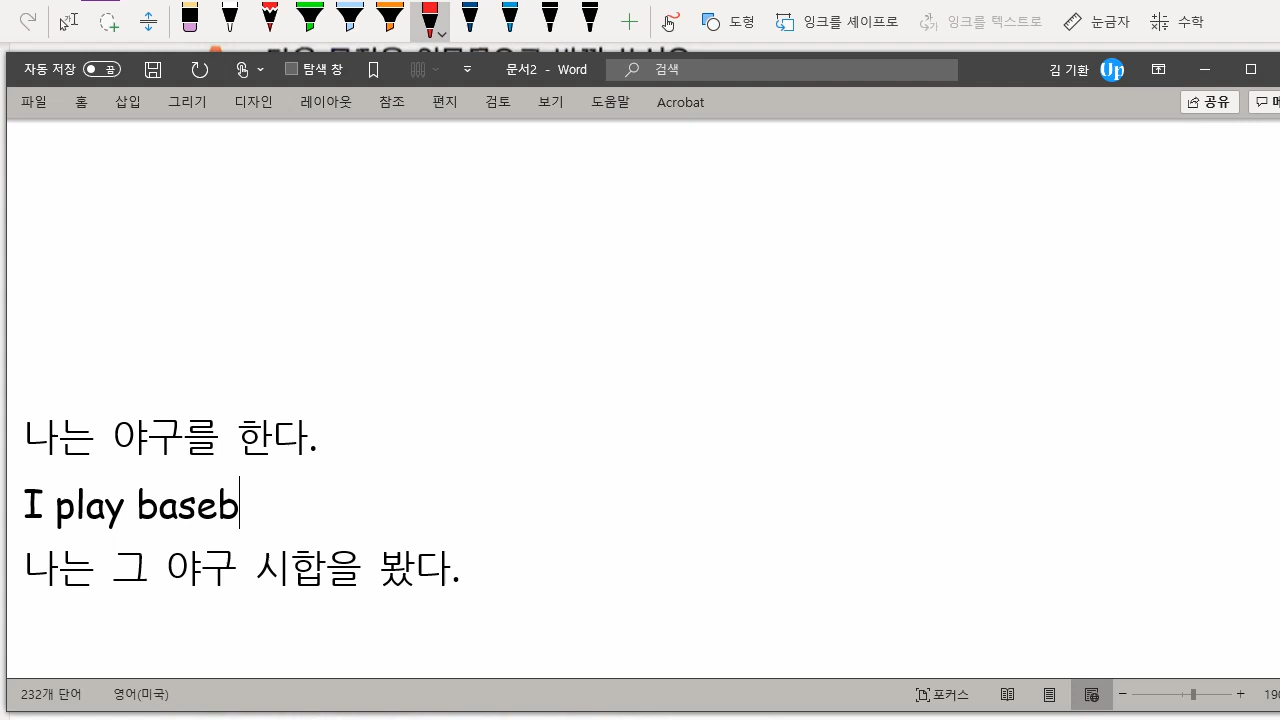 도형 잉크를 셰이프로 잉크를 텍스트로 눈금자 수학
자동 저장 끔 탐색 창 문서2 - Word 검색 김 기환 Up
파일 홈 삽입 그리기 디자인 레이아웃 참조 편지 검토 보기 도움말 Acrobat 공유
나는 야구를 한다.
I play baseb
나는 그 야구 시합을 봤다.
232개 단어 영어(미국) 포커스